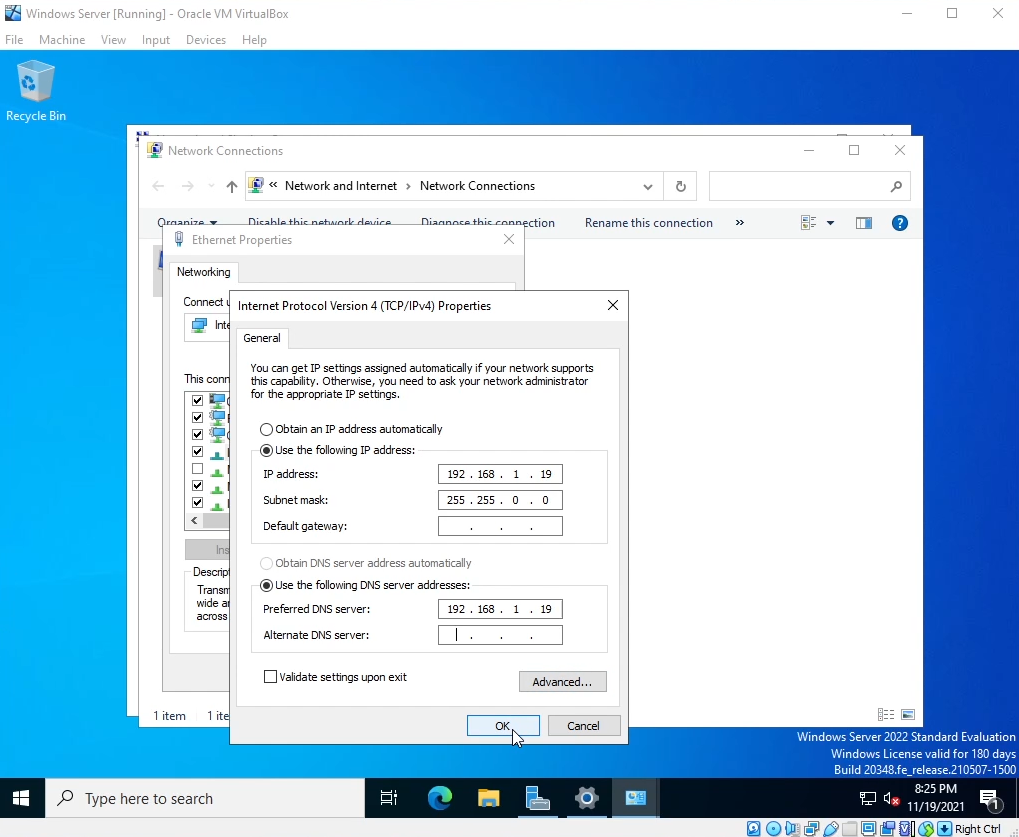 Windows Server [Running] - Oracle VM VirtualBox
File Machine View Input Devices Help
Recycle Bin
Network Connections
Network and Internet › Network Connections
Organize Disable this network device Diagnose this connection Rename this connection »
Ethernet Properties
Networking
Connect u
Inte
This conn
Internet Protocol Version 4 (TCP/IPv4) Properties
General
You can get IP settings assigned automatically if your network supports
this capability. Otherwise, you need to ask your network administrator
for the appropriate IP settings.
Obtain an IP address automatically
Use the following IP address:
IP address: 192 . 168 . 1 . 19
Subnet mask: 255 . 255 . 0 . 0
Default gateway: . . .
Obtain DNS server address automatically
Use the following DNS server addresses:
Preferred DNS server: 192 . 168 . 1 . 19
Alternate DNS server: . . .
Validate settings upon exit
Advanced...
OK Cancel
Ins
Descript
Transm
wide ar
across
1 item 1 ite
Windows Server 2022 Standard Evaluation
Windows License valid for 180 days
Build 20348.fe_release.210507-1500
Type here to search
8:25 PM
11/19/2021
1
Right Ctrl